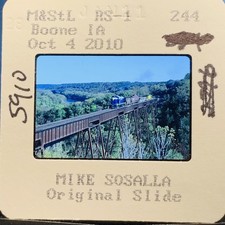 M&StL RS-1 244
Boone IA
Oct 4 2010
5910
MIKE SOSALLA
Original Slide